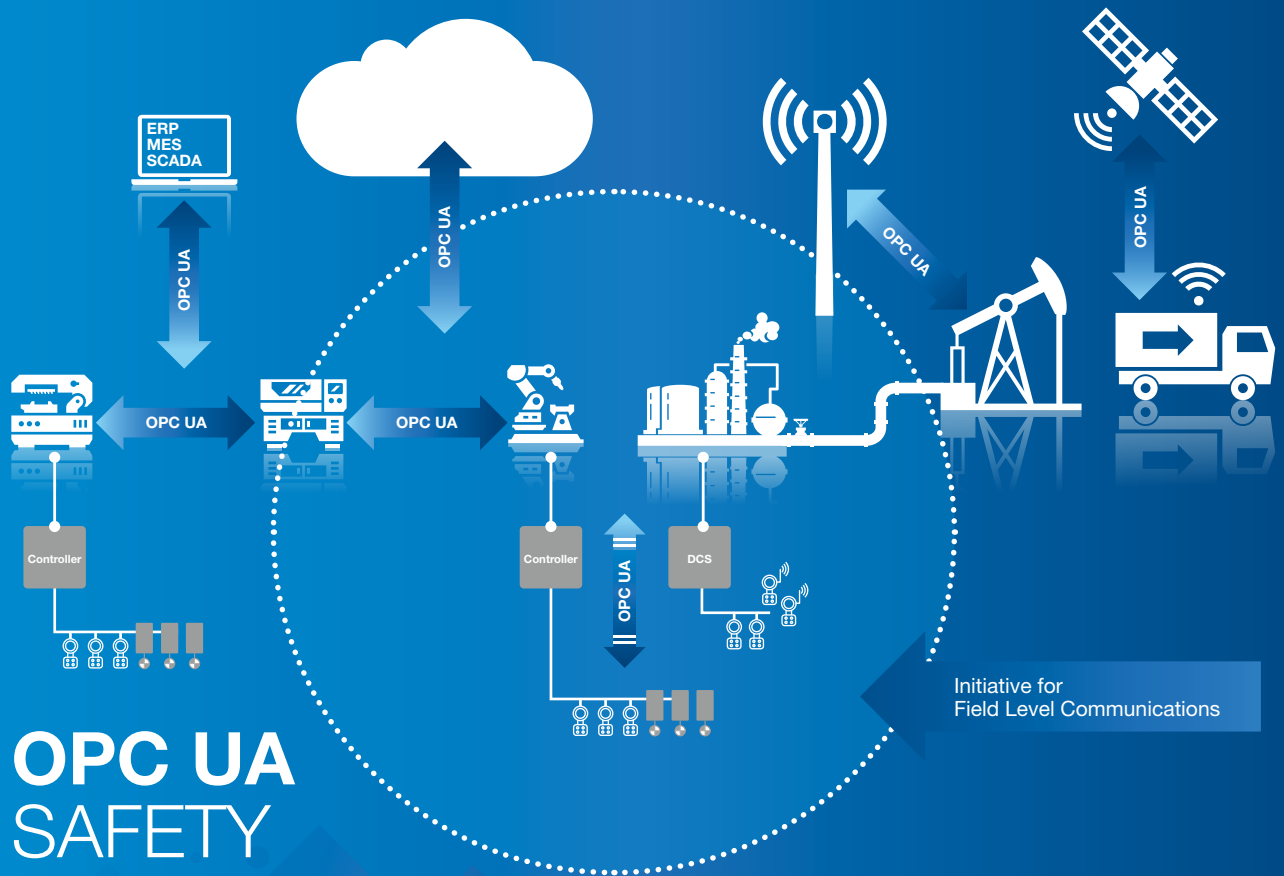 ERP
MES
SCADA
OPC UA
OPC UA
OPC UA
OPC UA
OPC UA
OPC UA
Controller
Controller
OPC UA
DCS
Initiative for
Field Level Communications
OPC UA
SAFETY